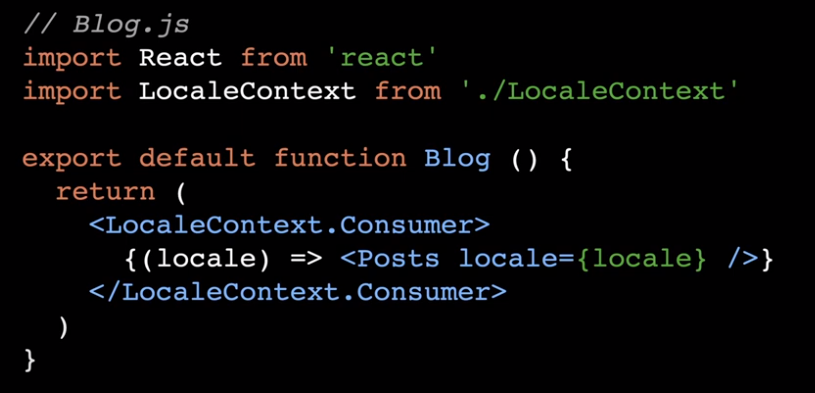 // Blog.js
import React from 'react'
import LocaleContext from './LocaleContext'

export default function Blog () {
  return (
    <LocaleContext.Consumer>
      {(locale) => <Posts locale={locale} />}
    </LocaleContext.Consumer>
  )
}